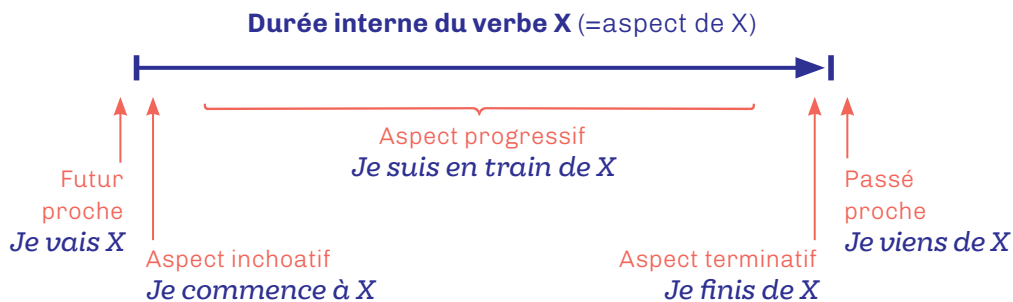 Durée interne du verbe X (=aspect de X)
Aspect progressif
Je suis en train de X
Futur
proche
Je vais X
Passé
proche
Je viens de X
Aspect inchoatif
Je commence à X
Aspect terminatif
Je finis de X